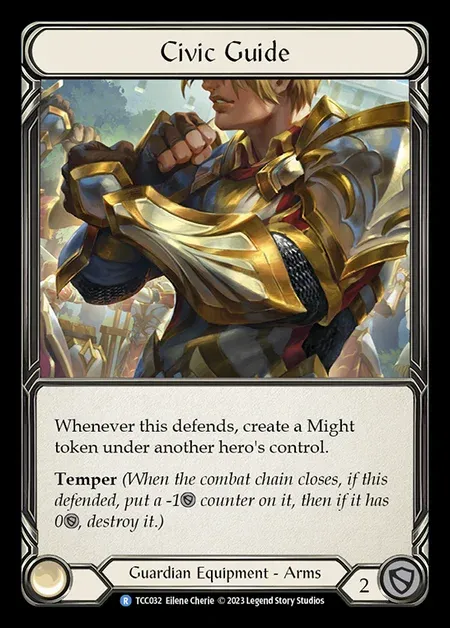 Civic Guide
Whenever this defends, create a Might
token under another hero's control.
Temper (When the combat chain closes, if this
defended, put a -1 counter on it, then if it has
0, destroy it.)
Guardian Equipment - Arms
2
R TCC032 Eilene Cherie © 2023 Legend Story Studios